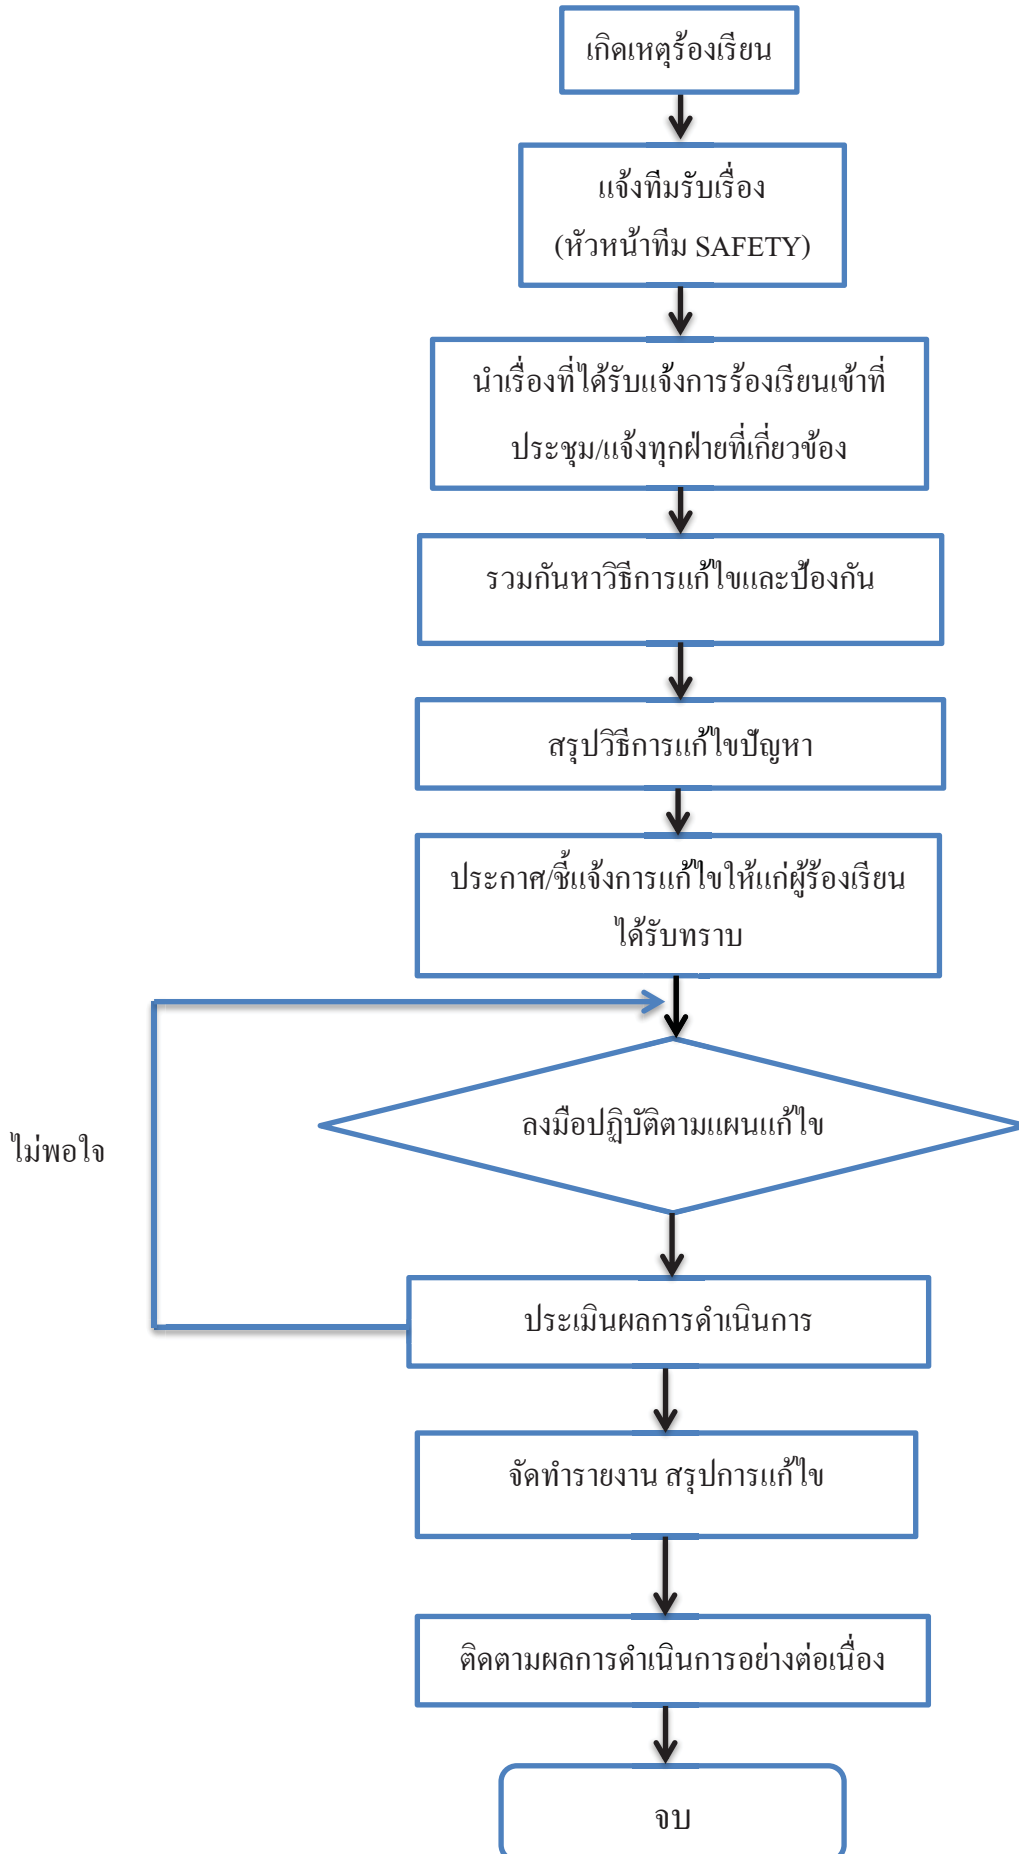 เกิดเหตุร้องเรียน
แจ้งทีมรับเรื่อง
(หัวหน้าทีม SAFETY)
นำเรื่องที่ได้รับแจ้งการร้องเรียนเข้าที่
ประชุม/แจ้งทุกฝ่ายที่เกี่ยวข้อง
รวมกันหาวิธีการแก้ไขและป้องกัน
สรุปวิธีการแก้ไขปัญหา
ประกาศ/ชี้แจ้งการแก้ไขให้แก่ผู้ร้องเรียน
ได้รับทราบ
ลงมือปฏิบัติตามแผนแก้ไข
ไม่พอใจ
ประเมินผลการดำเนินการ
จัดทำรายงาน สรุปการแก้ไข
ติดตามผลการดำเนินการอย่างต่อเนื่อง
จบ